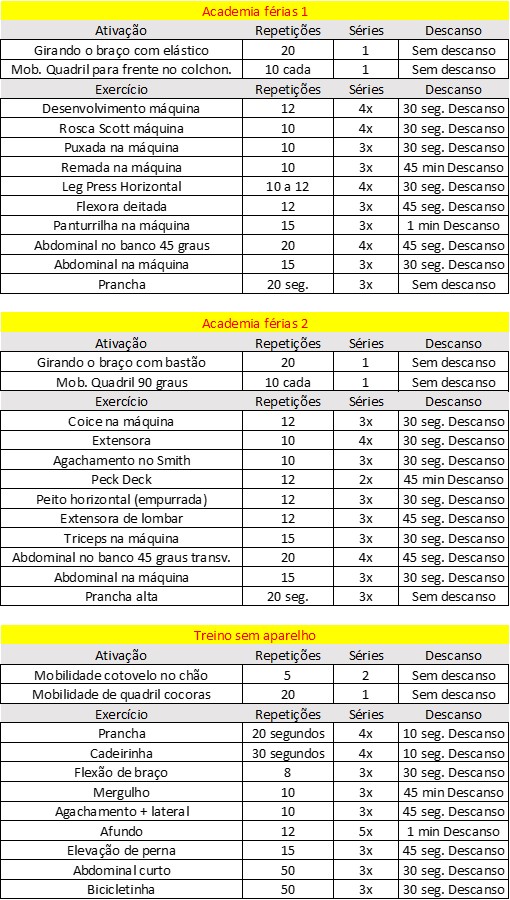 Academia férias 1
Ativação Repetições Séries Descanso
Girando o braço com elástico 20 1 Sem descanso
Mob. Quadril para frente no colchon. 10 cada 1 Sem descanso
Exercício Repetições Séries Descanso
Desenvolvimento máquina 12 4x 30 seg. Descanso
Rosca Scott máquina 10 4x 30 seg. Descanso
Puxada na máquina 10 3x 30 seg. Descanso
Remada na máquina 10 3x 45 min Descanso
Leg Press Horizontal 10 a 12 4x 30 seg. Descanso
Flexora deitada 12 3x 45 seg. Descanso
Panturrilha na máquina 15 3x 1 min Descanso
Abdominal no banco 45 graus 20 4x 45 seg. Descanso
Abdominal na máquina 15 3x 30 seg. Descanso
Prancha 20 seg. 3x Sem descanso
Academia férias 2
Ativação Repetições Séries Descanso
Girando o braço com bastão 20 1 Sem descanso
Mob. Quadril 90 graus 10 cada 1 Sem descanso
Exercício Repetições Séries Descanso
Coice na máquina 12 3x 30 seg. Descanso
Extensora 10 4x 30 seg. Descanso
Agachamento no Smith 10 3x 30 seg. Descanso
Peck Deck 12 2x 45 min Descanso
Peito horizontal (empurrada) 12 3x 30 seg. Descanso
Extensora de lombar 12 3x 45 seg. Descanso
Triceps na máquina 15 3x 30 seg. Descanso
Abdominal no banco 45 graus transv. 20 4x 45 seg. Descanso
Abdominal na máquina 15 3x 30 seg. Descanso
Prancha alta 20 seg. 3x Sem descanso
Treino sem aparelho
Ativação Repetições Séries Descanso
Mobilidade cotovelo no chão 5 2 Sem descanso
Mobilidade de quadril cocoras 20 1 Sem descanso
Exercício Repetições Séries Descanso
Prancha 20 segundos 4x 10 seg. Descanso
Cadeirinha 30 segundos 4x 10 seg. Descanso
Flexão de braço 8 3x 30 seg. Descanso
Mergulho 10 3x 45 min Descanso
Agachamento + lateral 10 3x 45 seg. Descanso
Afundo 12 5x 1 min Descanso
Elevação de perna 15 3x 45 seg. Descanso
Abdominal curto 50 3x 30 seg. Descanso
Bicicletinha 50 3x 30 seg. Descanso